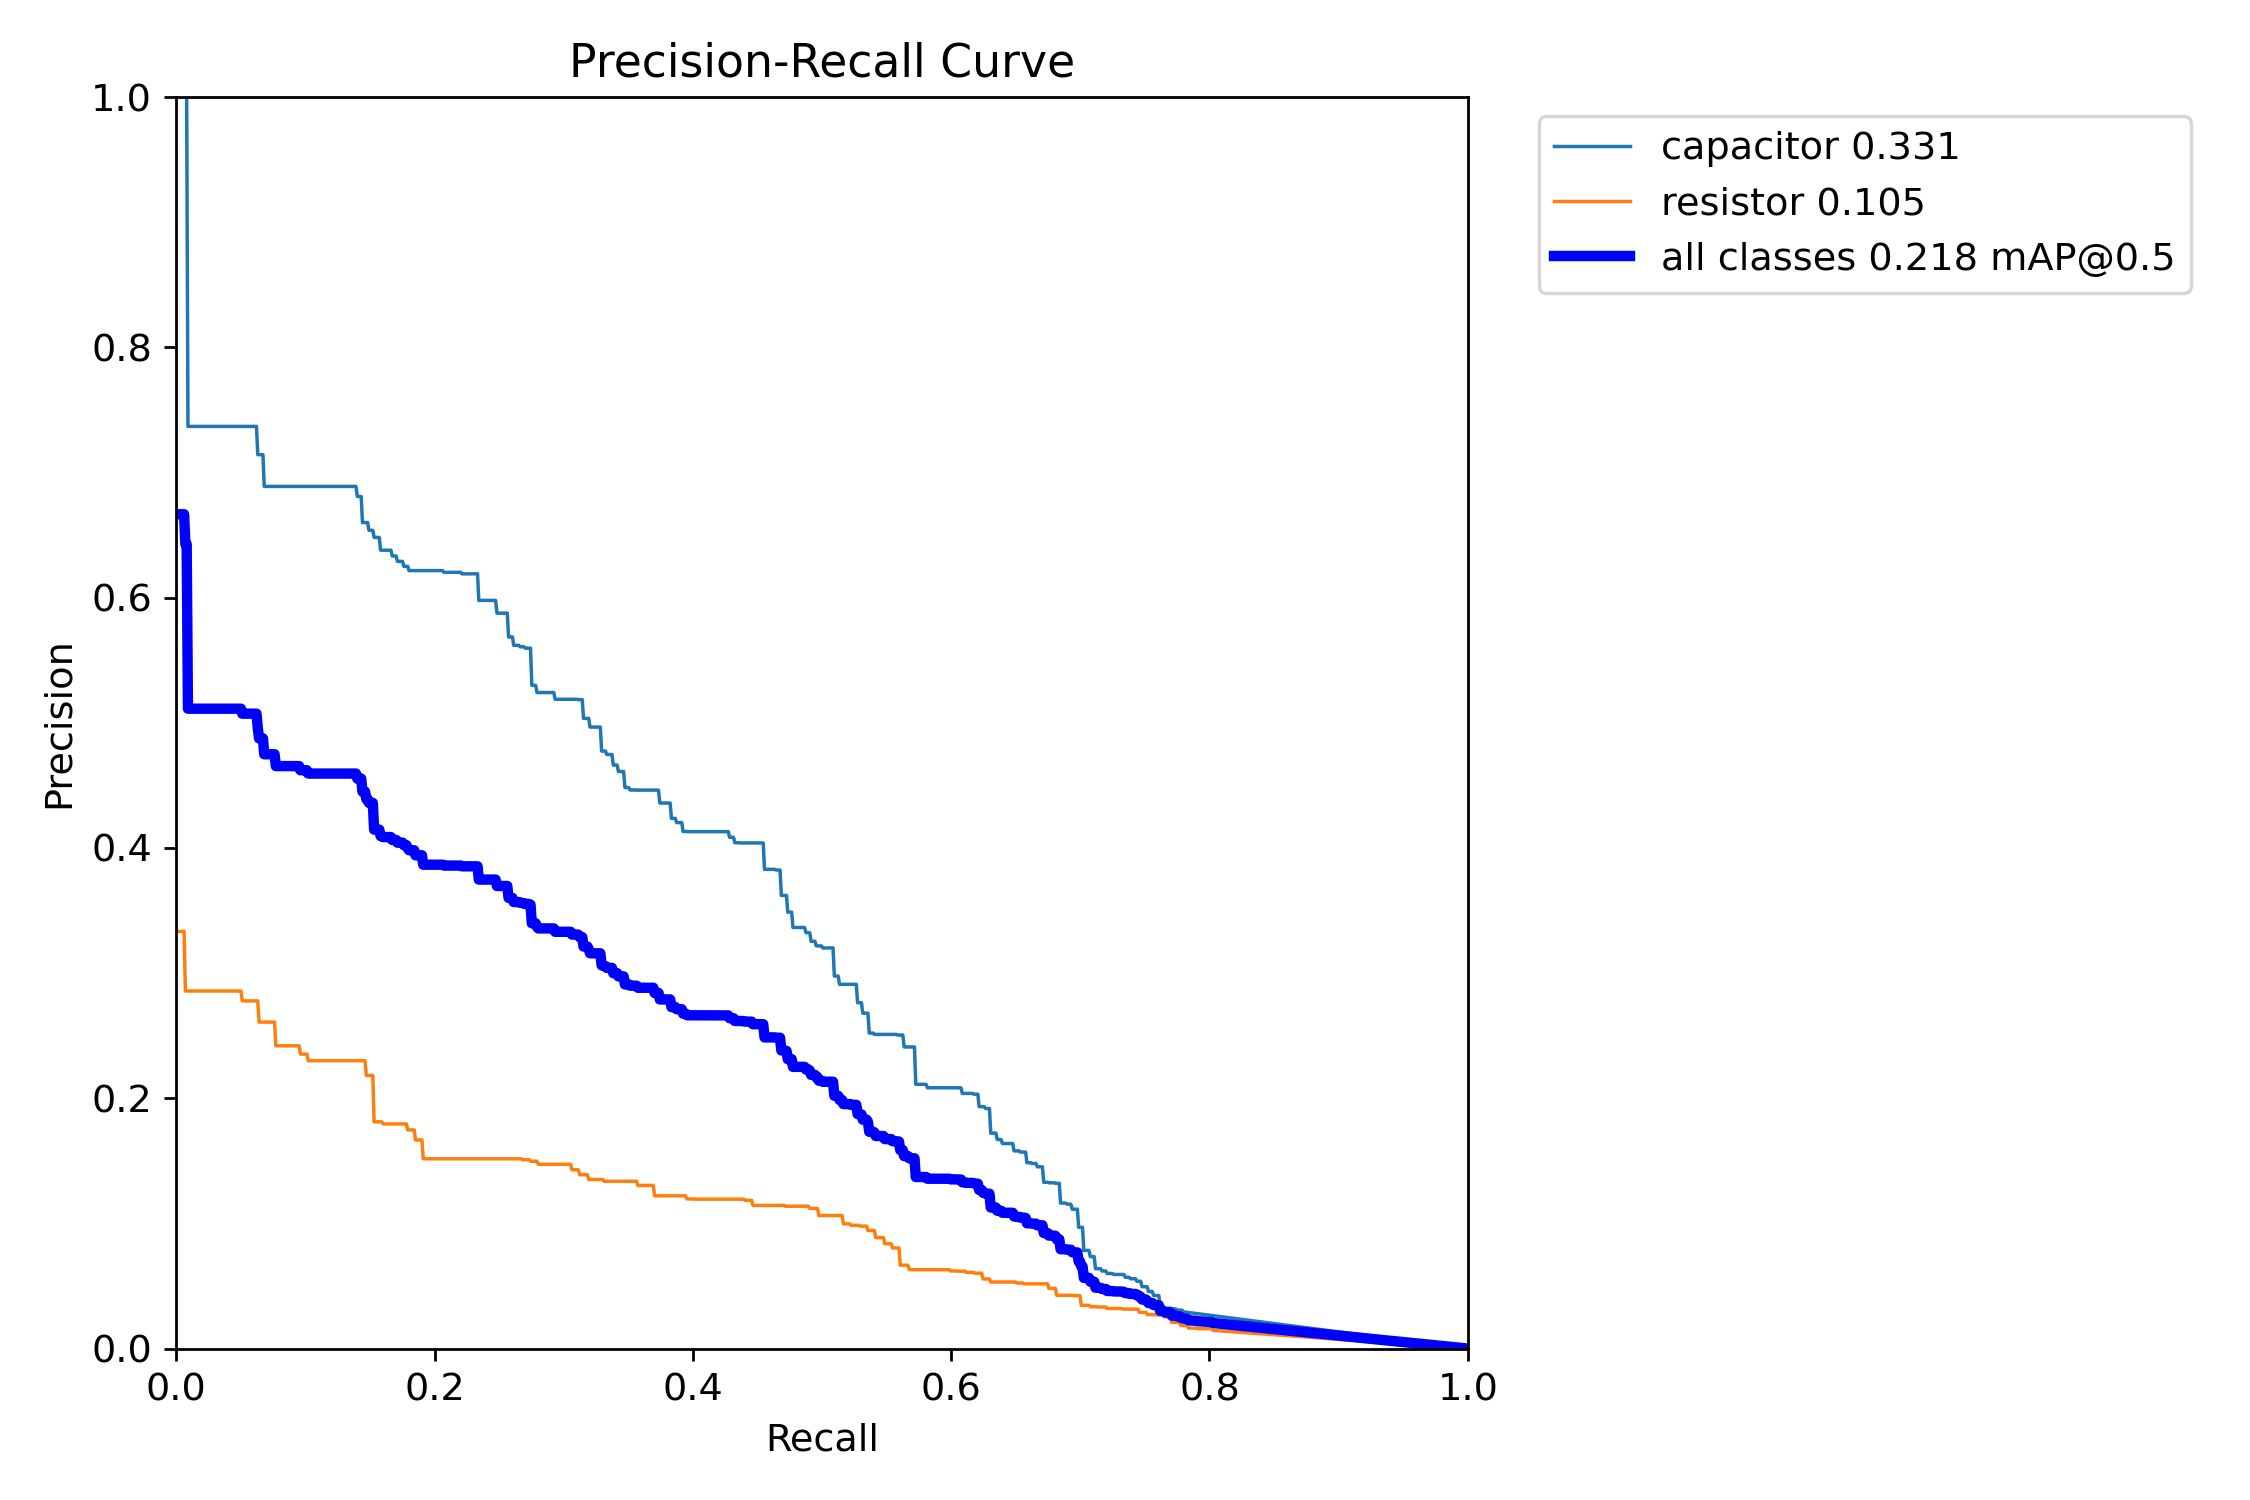 Precision-Recall Curve
1.0
0.8
0.6
0.4
0.2
0.0
Precision
0.0 0.2 0.4 0.6 0.8 1.0
Recall
capacitor 0.331
resistor 0.105
all classes 0.218 mAP@0.5